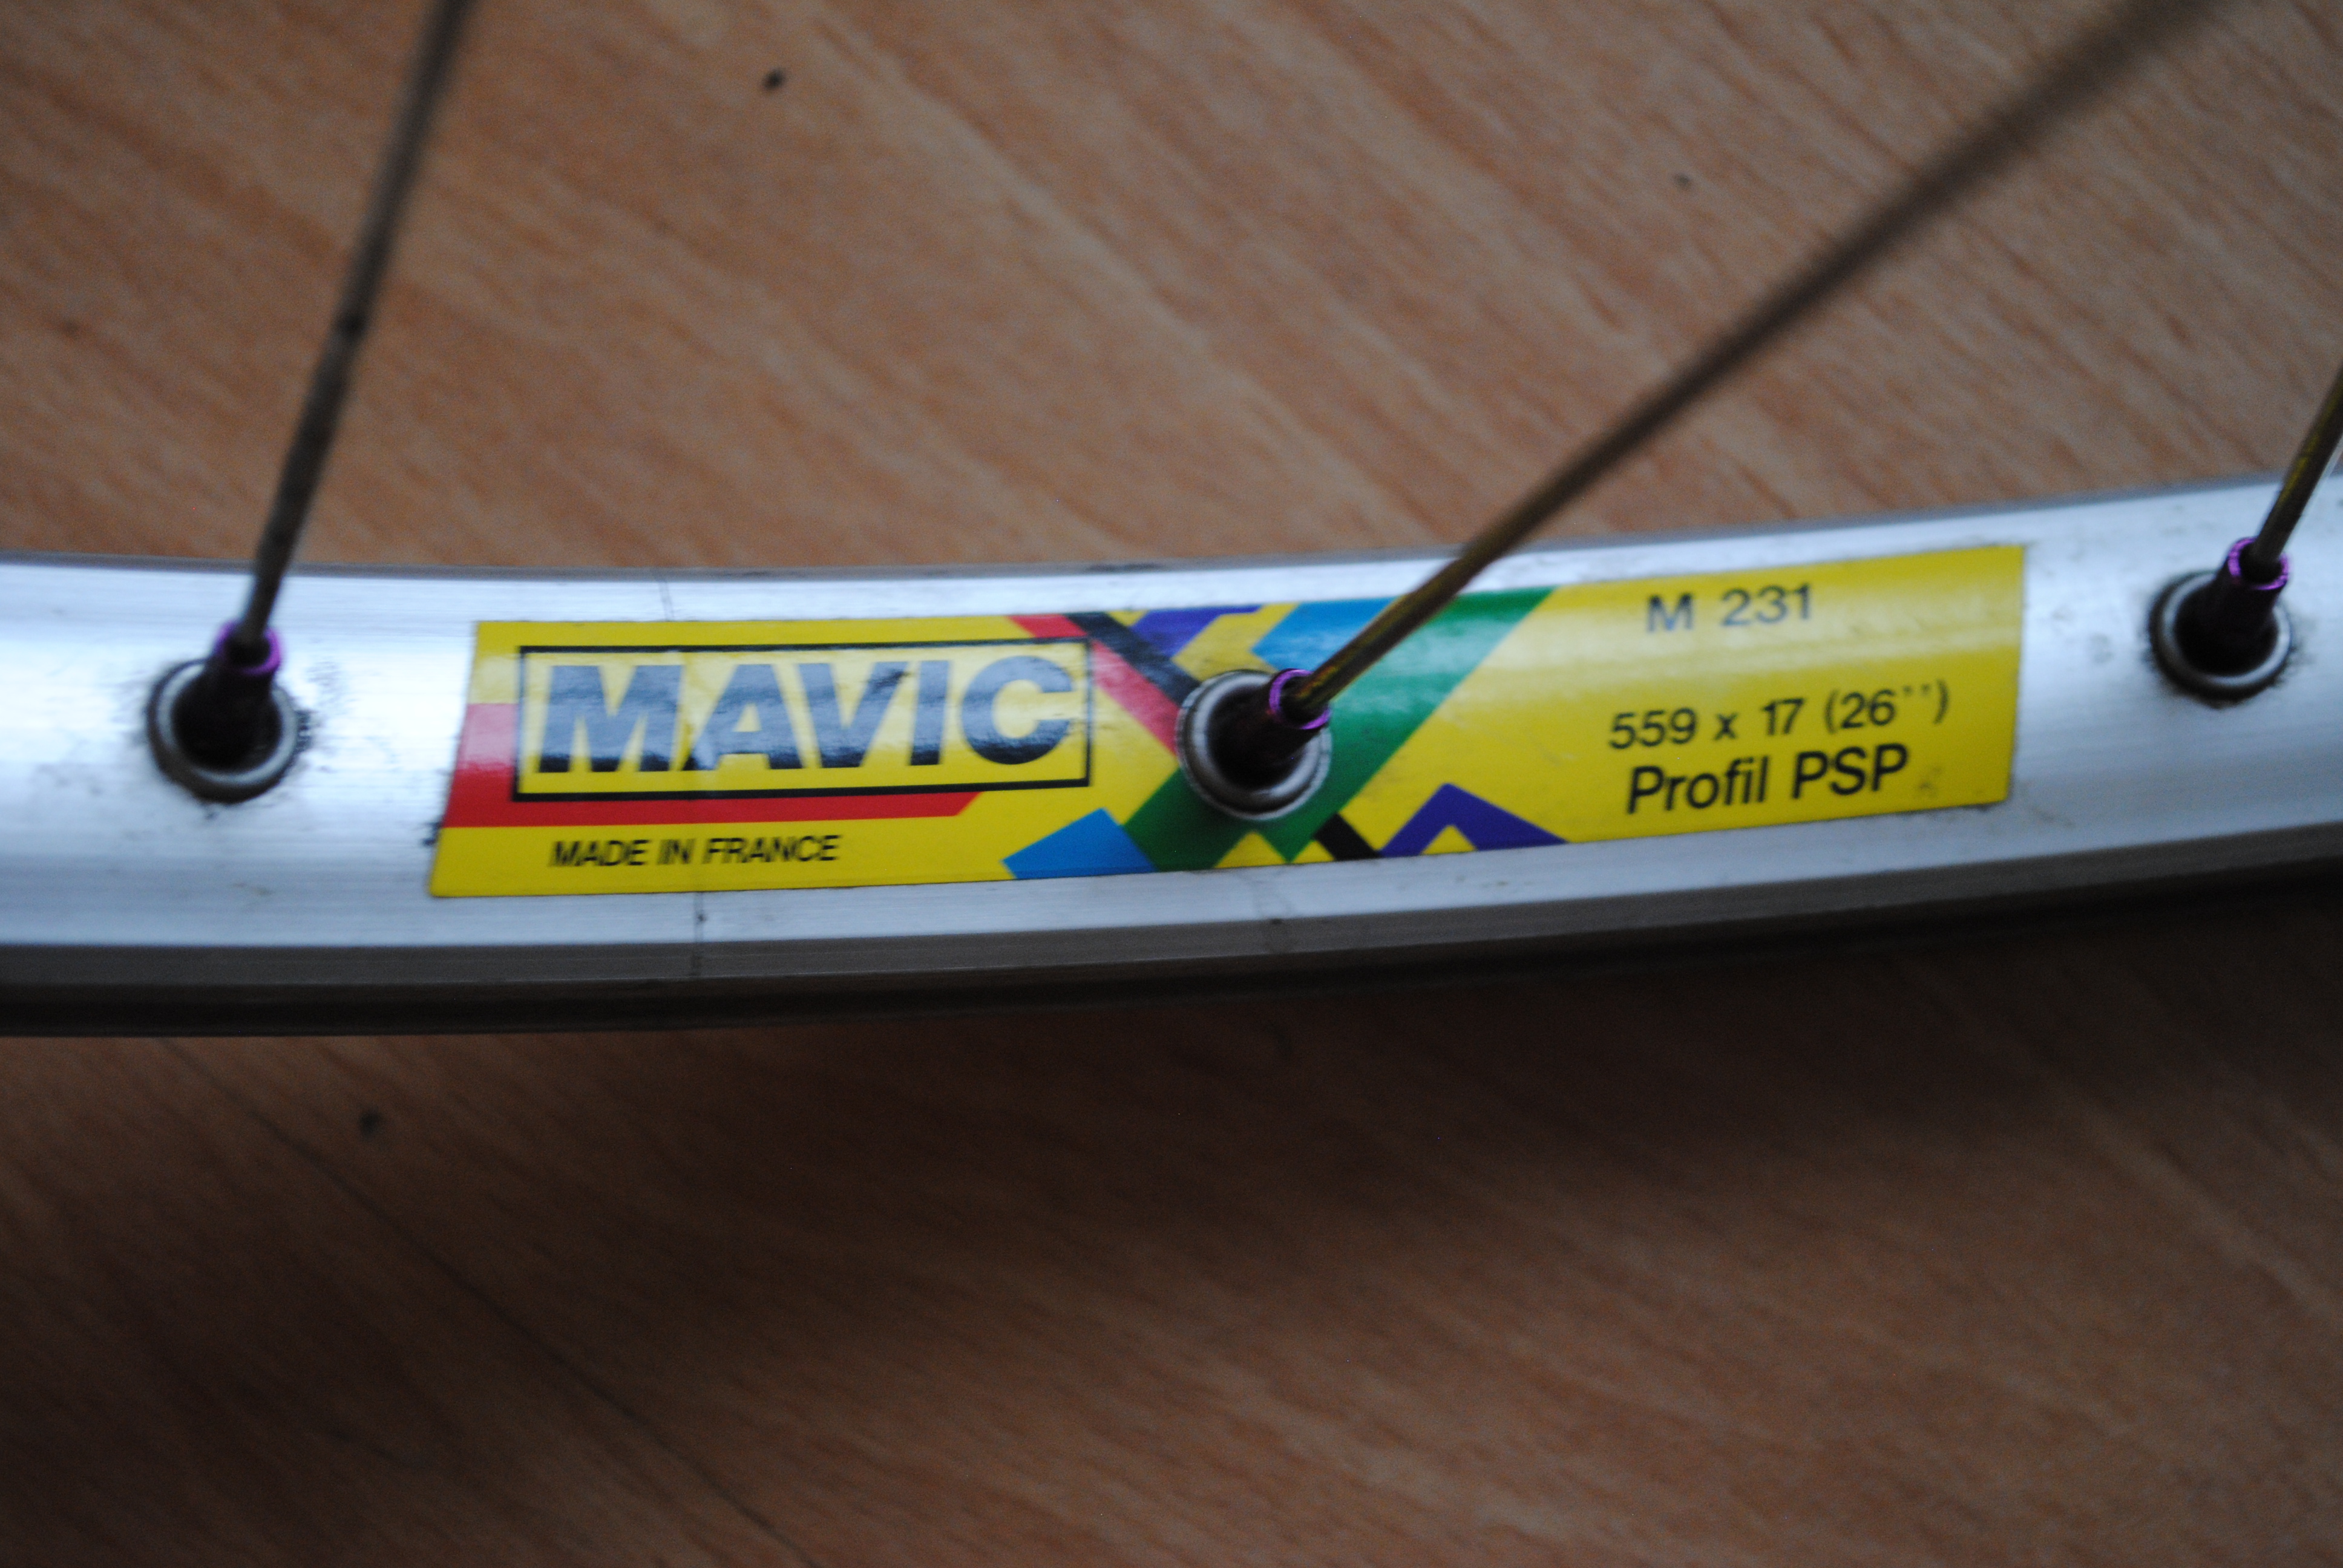 MAVIC
MADE IN FRANCE
M 231
559 x 17 (26’’)
Profil PSP